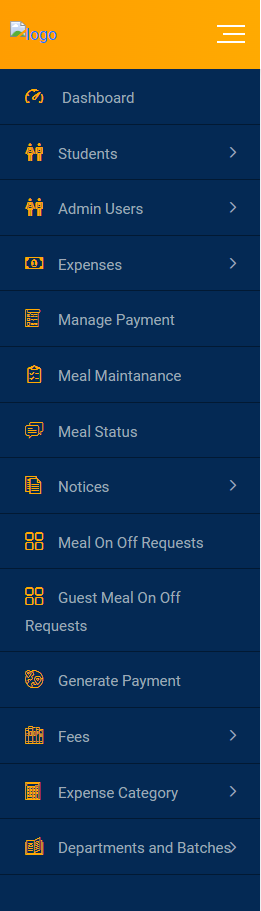 logo
Dashboard
Students
Admin Users
Expenses
Manage Payment
Meal Maintanance
Meal Status
Notices
Meal On Off Requests
Guest Meal On Off
Requests
Generate Payment
Fees
Expense Category
Departments and Batches